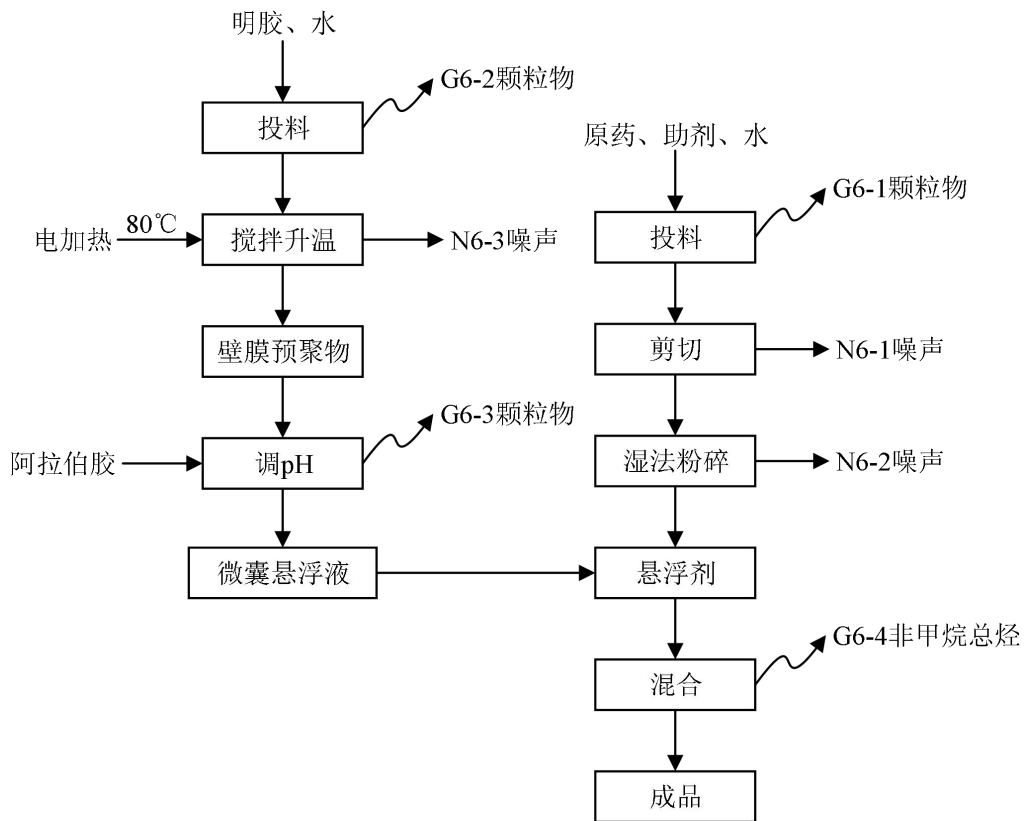 明胶、水
G6-2颗粒物
投料
原药、助剂、水
G6-1颗粒物
电加热
80℃
搅拌升温
N6-3噪声
投料
壁膜预聚物
剪切
N6-1噪声
G6-3颗粒物
阿拉伯胶
调pH
湿法粉碎
N6-2噪声
微囊悬浮液
悬浮剂
G6-4非甲烷总烃
混合
成品